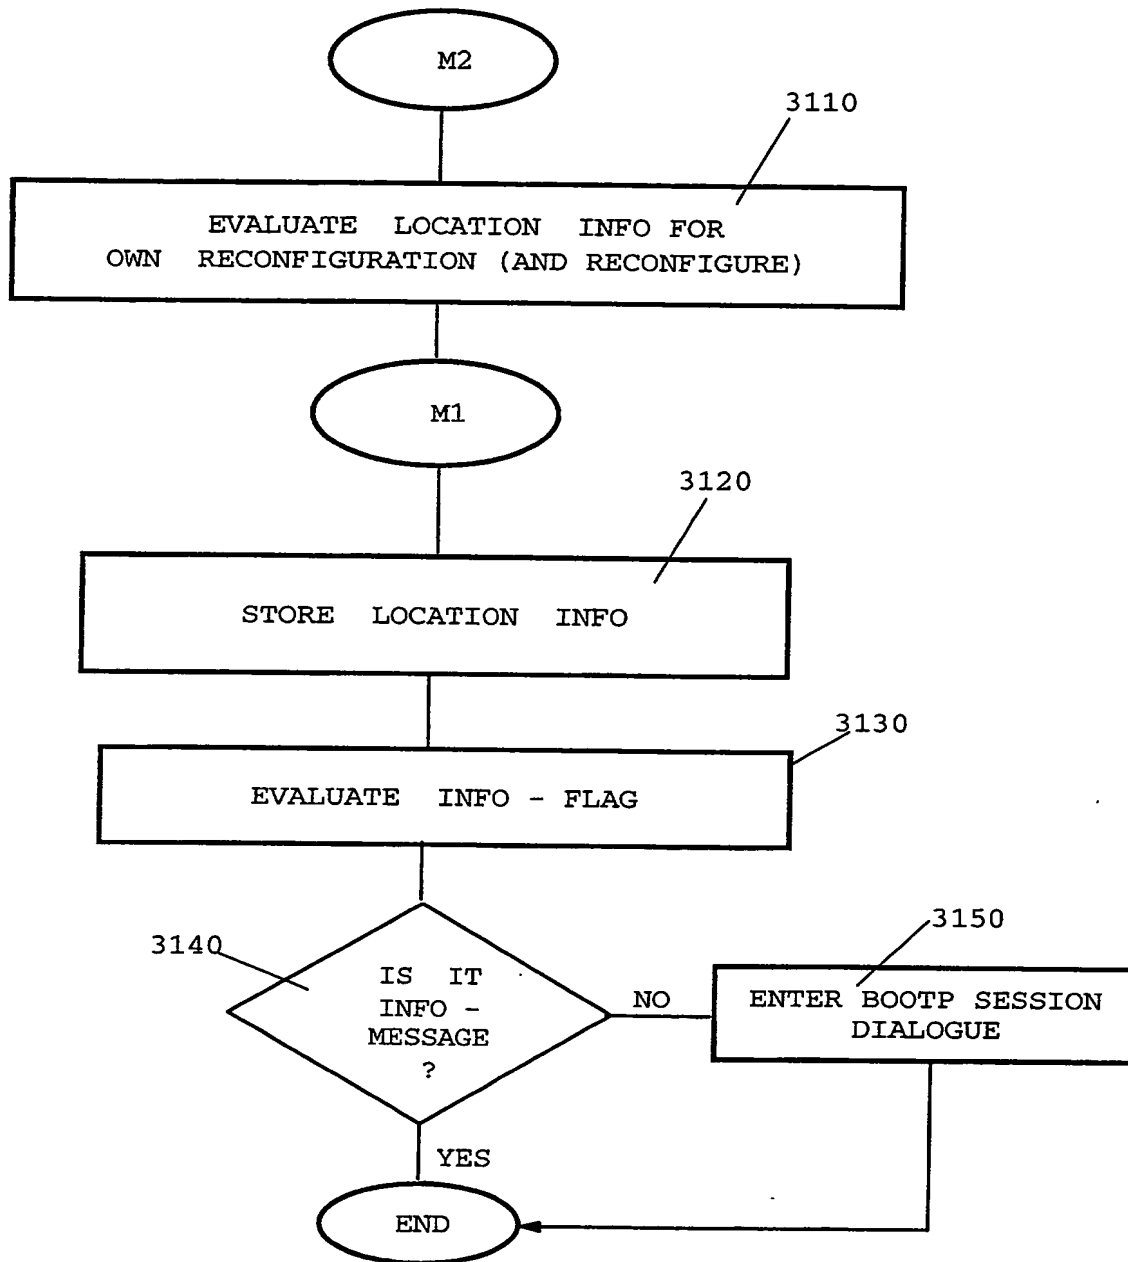 M2
3110
EVALUATE LOCATION INFO FOR
OWN RECONFIGURATION (AND RECONFIGURE)
M1
3120
STORE LOCATION INFO
3130
EVALUATE INFO - FLAG
3140
IS IT
INFO -
MESSAGE
?
NO
3150
ENTER BOOTP SESSION
DIALOGUE
YES
END